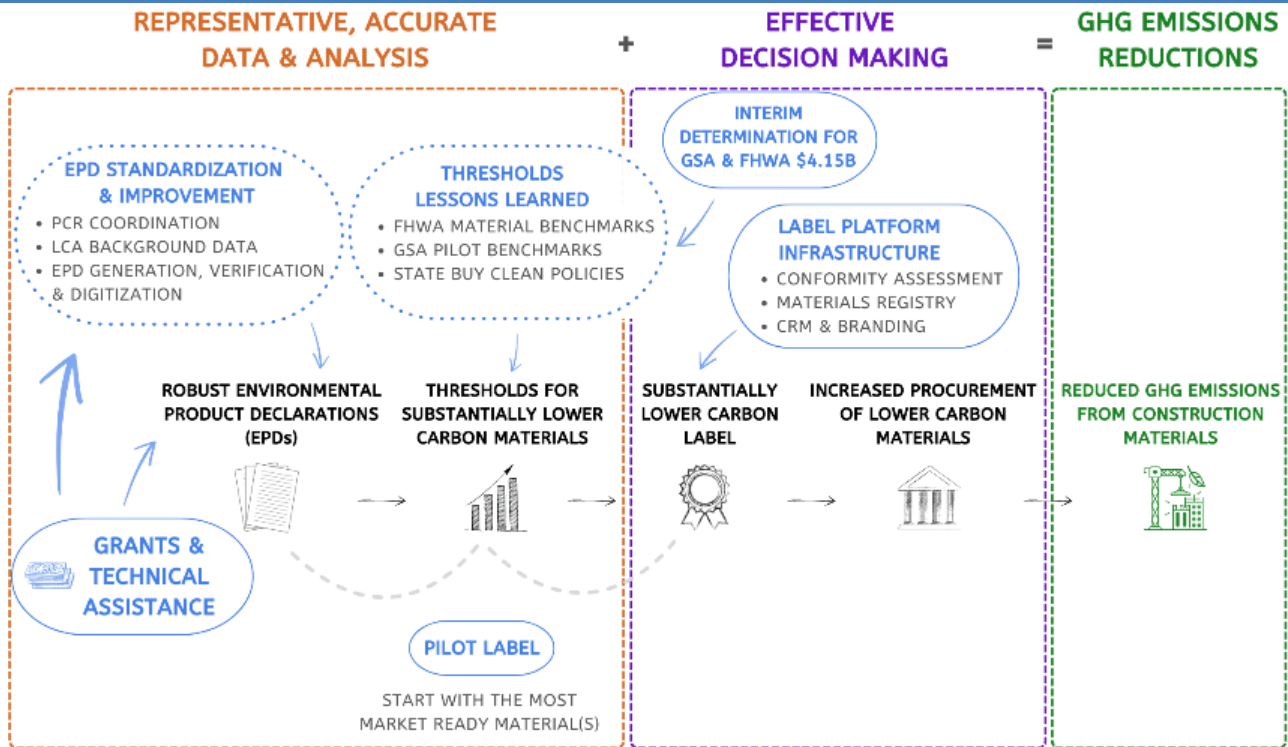 REPRESENTATIVE, ACCURATE
DATA & ANALYSIS
+
EFFECTIVE
DECISION MAKING
=
GHG EMISSIONS
REDUCTIONS
EPD STANDARDIZATION
& IMPROVEMENT
• PCR COORDINATION
• LCA BACKGROUND DATA
• EPD GENERATION, VERIFICATION
& DIGITIZATION
THRESHOLDS
LESSONS LEARNED
• FHWA MATERIAL BENCHMARKS
• GSA PILOT BENCHMARKS
• STATE BUY CLEAN POLICIES
INTERIM
DETERMINATION FOR
GSA & FHWA $4.15B
LABEL PLATFORM
INFRASTRUCTURE
• CONFORMITY ASSESSMENT
• MATERIALS REGISTRY
• CRM & BRANDING
ROBUST ENVIRONMENTAL
PRODUCT DECLARATIONS
(EPDs)
THRESHOLDS FOR
SUBSTANTIALLY LOWER
CARBON MATERIALS
SUBSTANTIALLY
LOWER CARBON
LABEL
INCREASED PROCUREMENT
OF LOWER CARBON
MATERIALS
REDUCED GHG EMISSIONS
FROM CONSTRUCTION
MATERIALS
GRANTS &
TECHNICAL
ASSISTANCE
PILOT LABEL
START WITH THE MOST
MARKET READY MATERIAL(S)